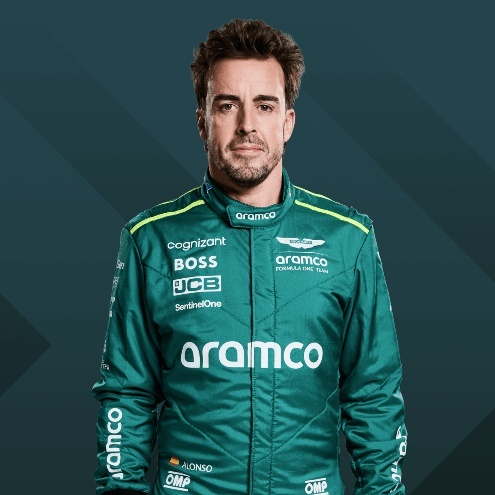 aramco
cognizant
BOSS
JCB
SentinelOne
aramco
FORMULA ONE TEAM
aramco
aramco
ALONSO
OMP
OMP